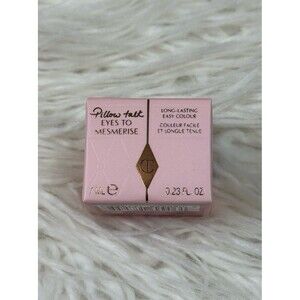 Pillow talk
EYES TO
MESMERISE
LONG-LASTING
EASY COLOUR
COULEUR FACILE
ET LONGUE TENUE
CT
7mL e
0.23 FL. OZ